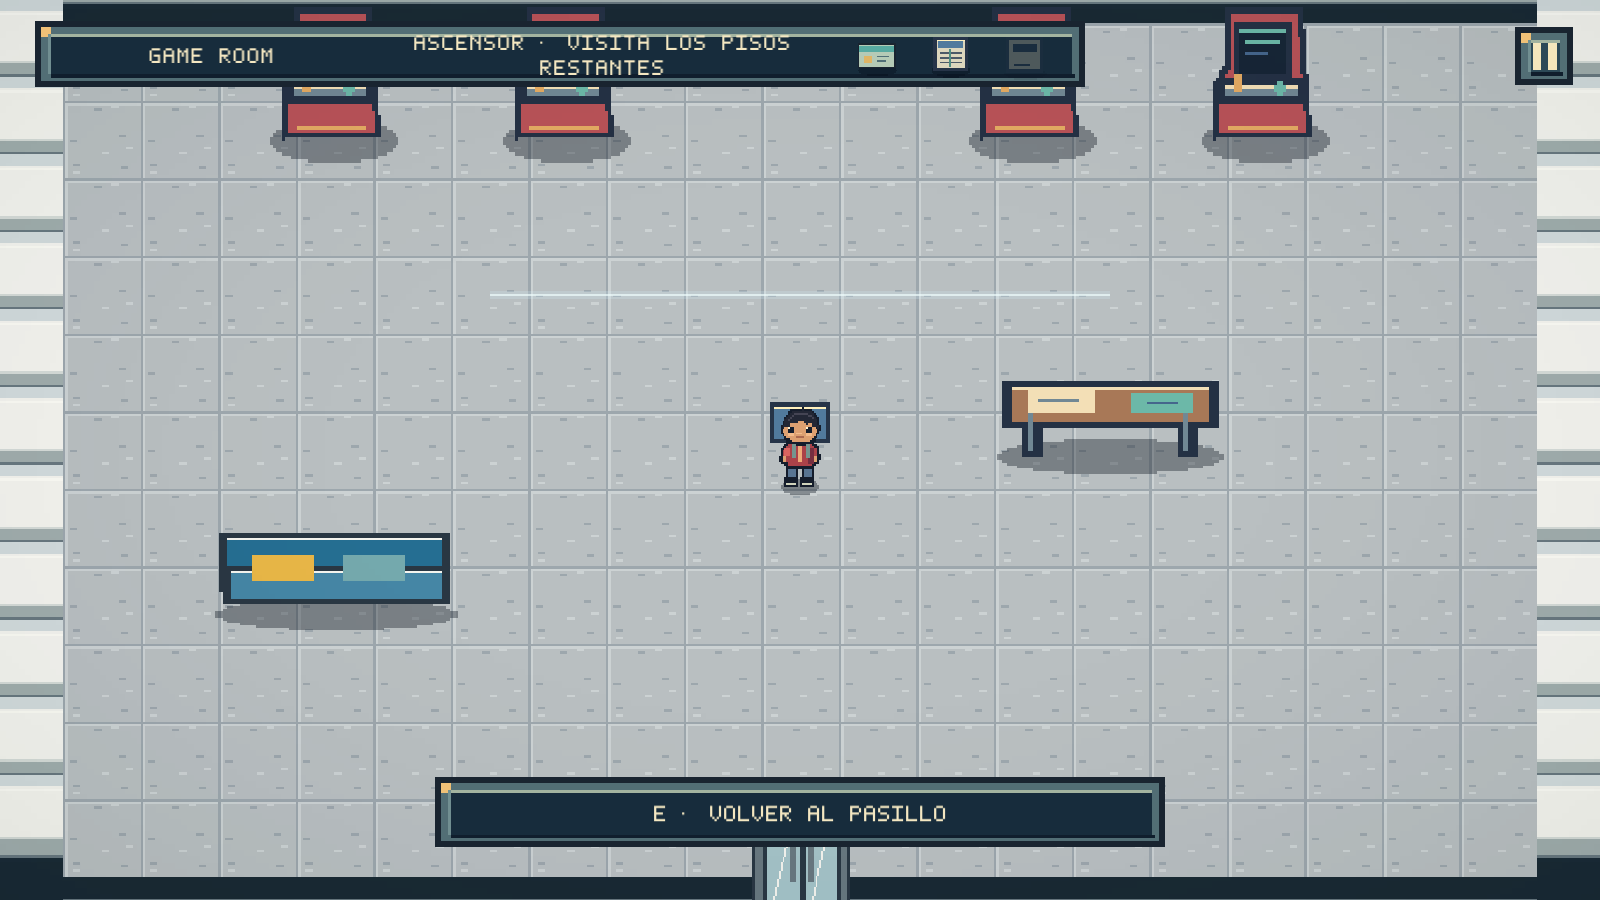 GAME ROOM
ASCENSOR · VISITA LOS PISOS
RESTANTES
E · VOLVER AL PASILLO